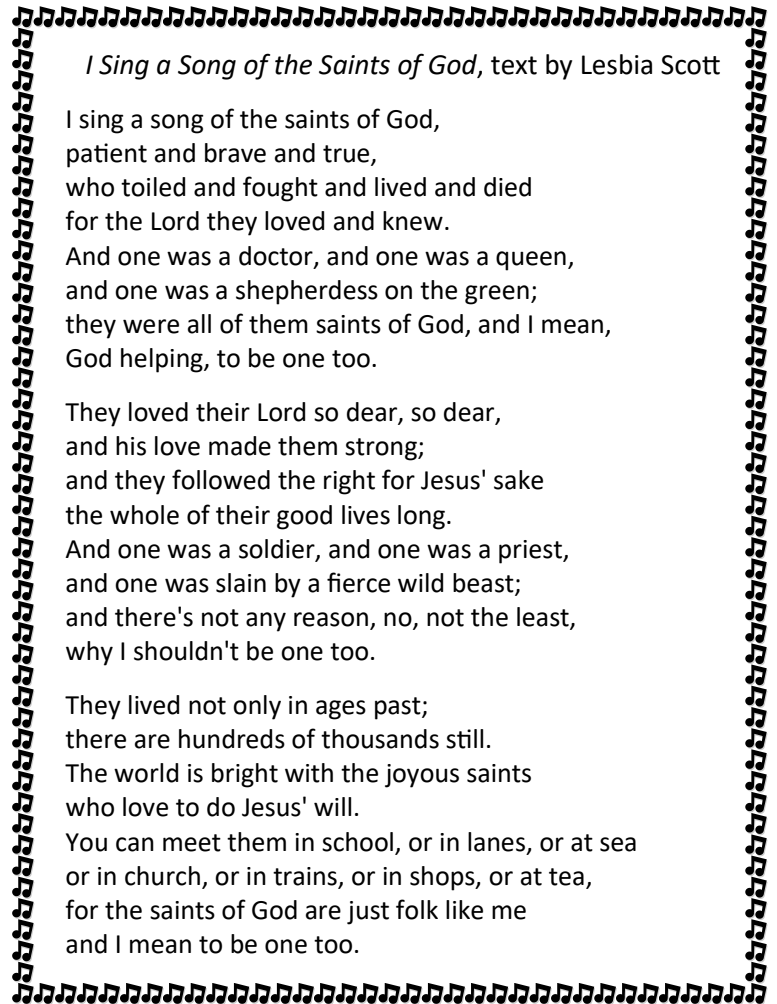 I Sing a Song of the Saints of God, text by Lesbia Scott
I sing a song of the saints of God,
patient and brave and true,
who toiled and fought and lived and died
for the Lord they loved and knew.
And one was a doctor, and one was a queen,
and one was a shepherdess on the green;
they were all of them saints of God, and I mean,
God helping, to be one too.
They loved their Lord so dear, so dear,
and his love made them strong;
and they followed the right for Jesus' sake
the whole of their good lives long.
And one was a soldier, and one was a priest,
and one was slain by a fierce wild beast;
and there's not any reason, no, not the least,
why I shouldn't be one too.
They lived not only in ages past;
there are hundreds of thousands still.
The world is bright with the joyous saints
who love to do Jesus' will.
You can meet them in school, or in lanes, or at sea
or in church, or in trains, or in shops, or at tea,
for the saints of God are just folk like me
and I mean to be one too.